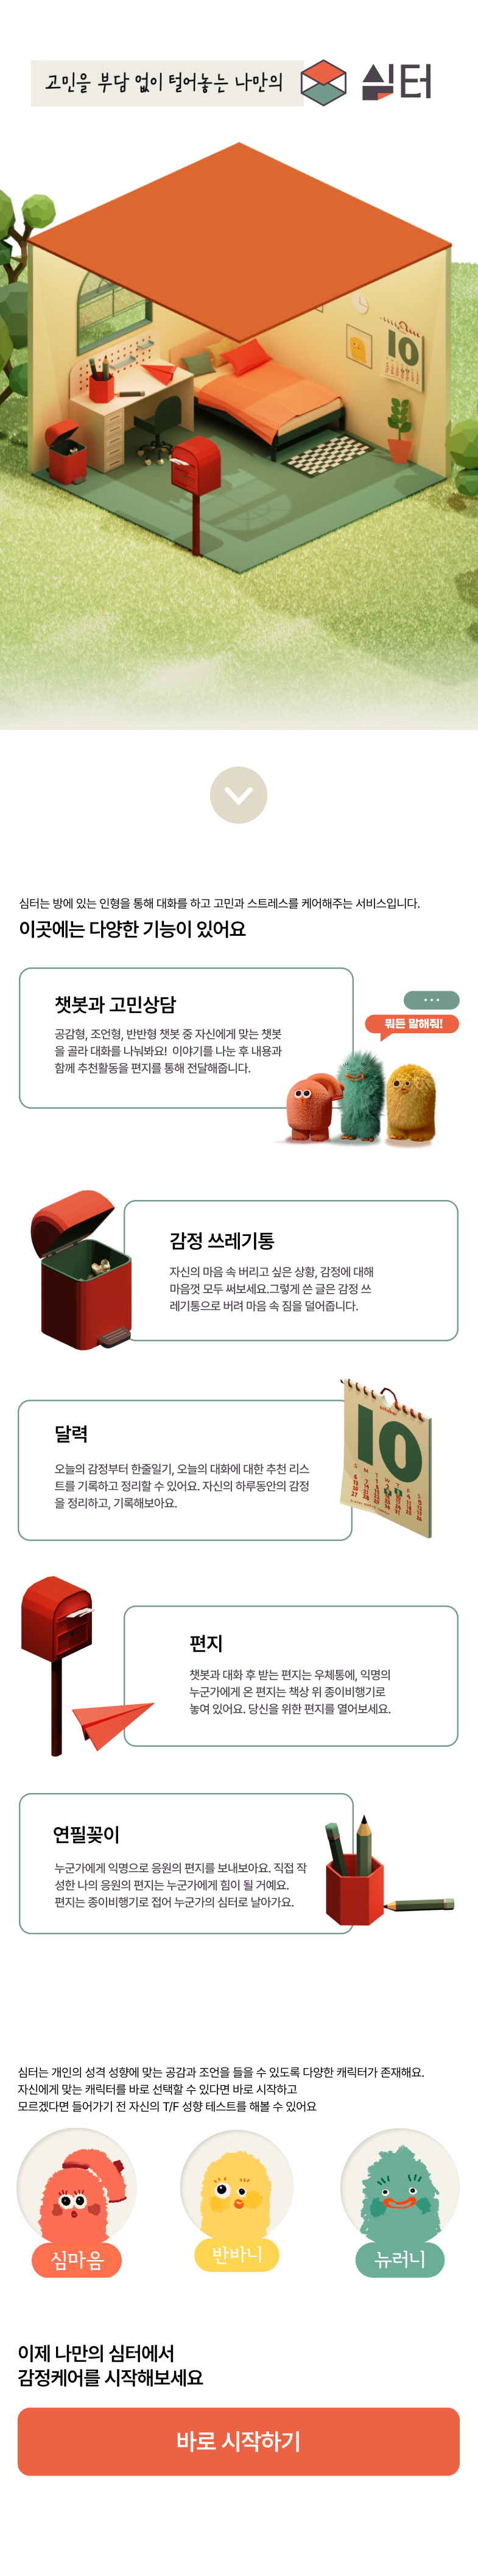 고민을 부담 없이 털어놓는 나만의 심터
10
심터는 방에 있는 인형을 통해 대화를 하고 고민과 스트레스를 케어해주는 서비스입니다.
이곳에는 다양한 기능이 있어요
챗봇과 고민상담
공감형, 조언형, 반반형 챗봇 중 자신에게 맞는 챗봇
을 골라 대화를 나눠봐요! 이야기를 나눈 후 내용과
함께 추천활동을 편지를 통해 전달해줍니다.
...
뭐든 말해줘!
감정 쓰레기통
자신의 마음 속 버리고 싶은 상황, 감정에 대해
마음껏 모두 써보세요.그렇게 쓴 글은 감정 쓰
레기통으로 버려 마음 속 짐을 덜어줍니다.
달력
오늘의 감정부터 한줄일기, 오늘의 대화에 대한 추천 리스
트를 기록하고 정리할 수 있어요. 자신의 하루동안의 감정
을 정리하고, 기록해보아요.
october
10
편지
챗봇과 대화 후 받는 편지는 우체통에, 익명의
누군가에게 온 편지는 책상 위 종이비행기로
놓여 있어요. 당신을 위한 편지를 열어보세요.
연필꽂이
누군가에게 익명으로 응원의 편지를 보내보아요. 직접 작
성한 나의 응원의 편지는 누군가에게 힘이 될 거예요.
편지는 종이비행기로 접어 누군가의 심터로 날아가요.
심터는 개인의 성격 성향에 맞는 공감과 조언을 들을 수 있도록 다양한 캐릭터가 존재해요.
자신에게 맞는 캐릭터를 바로 선택할 수 있다면 바로 시작하고
모르겠다면 들어가기 전 자신의 T/F 성향 테스트를 해볼 수 있어요
심마음
반바니
뉴러니
이제 나만의 심터에서
감정케어를 시작해보세요
바로 시작하기